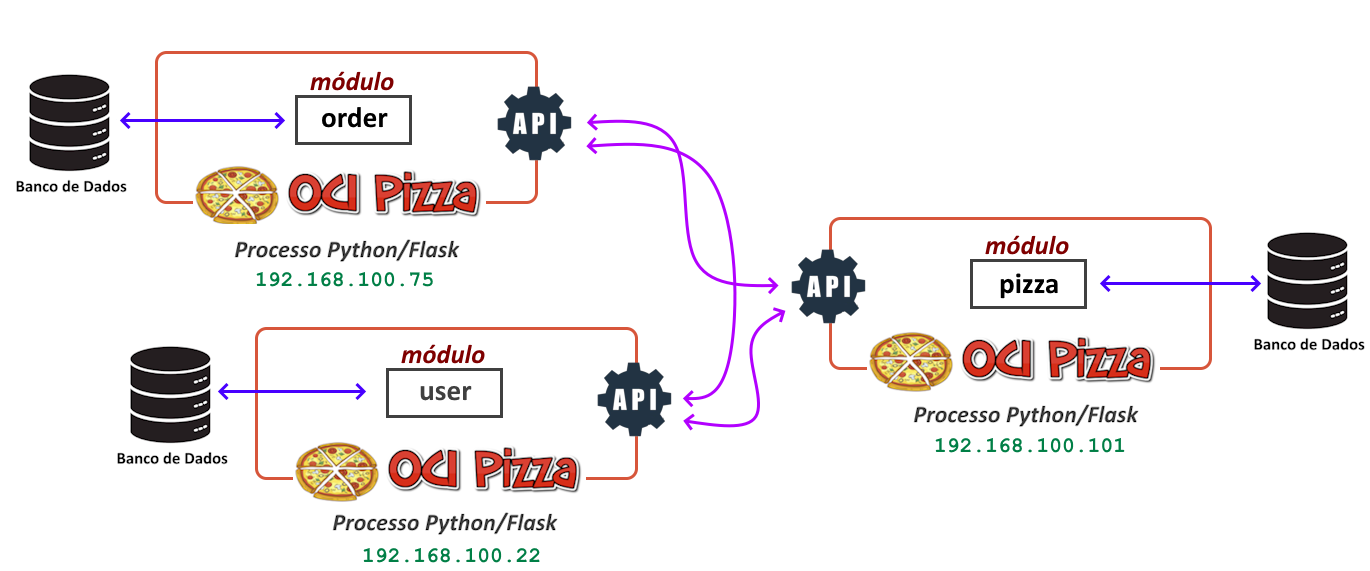 módulo
order
API
Banco de Dados
OCI Pizza
Processo Python/Flask
192.168.100.75
módulo
pizza
API
Banco de Dados
OCI Pizza
Processo Python/Flask
192.168.100.101
módulo
user
API
Banco de Dados
OCI Pizza
Processo Python/Flask
192.168.100.22